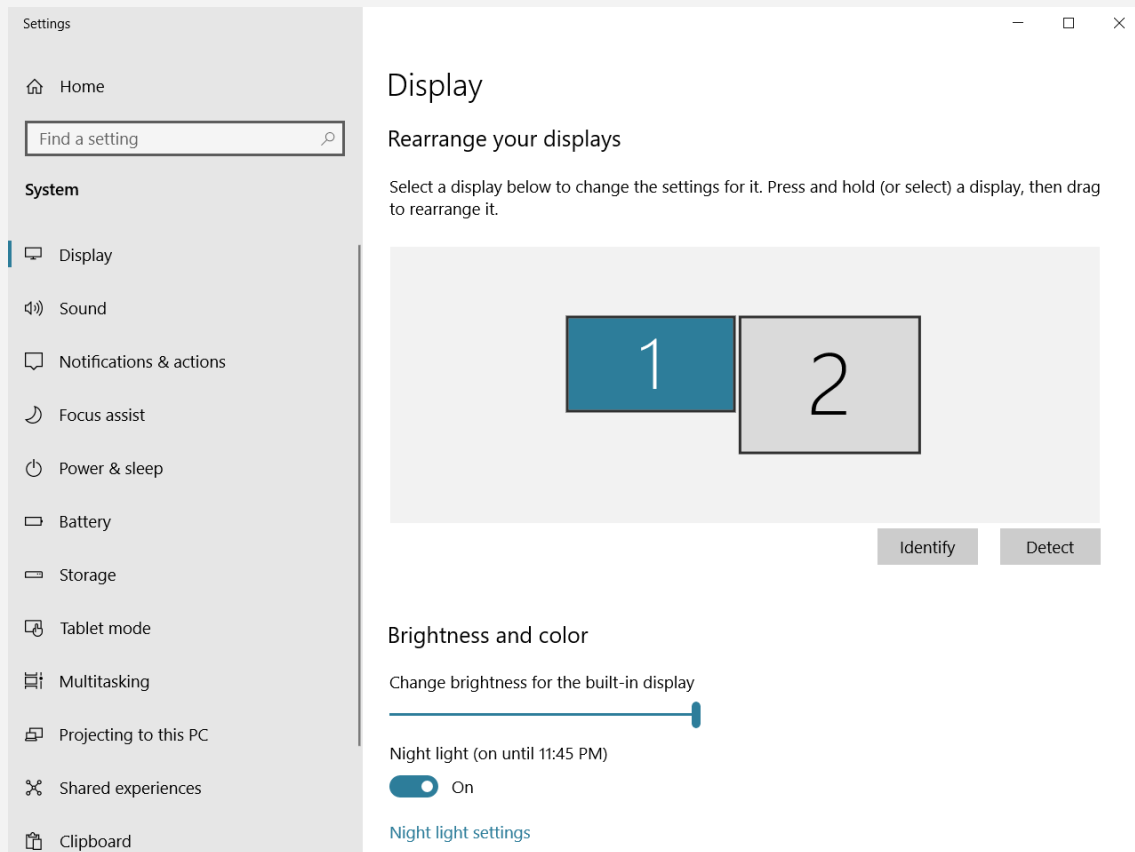 Settings
Home
Find a setting
System
Display
Sound
Notifications & actions
Focus assist
Power & sleep
Battery
Storage
Tablet mode
Multitasking
Projecting to this PC
Shared experiences
Clipboard
Display
Rearrange your displays
Select a display below to change the settings for it. Press and hold (or select) a display, then drag
to rearrange it.
1
2
Identify
Detect
Brightness and color
Change brightness for the built-in display
Night light (on until 11:45 PM)
On
Night light settings